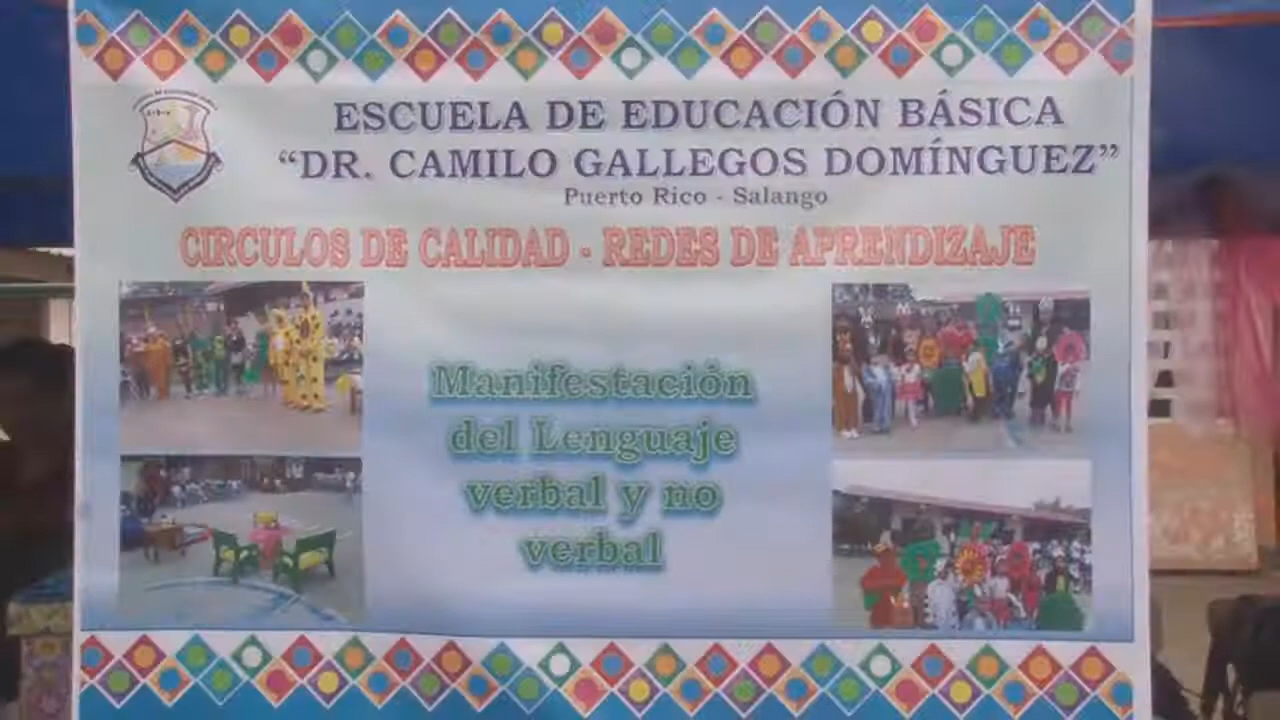 ESCUELA DE EDUCACIÓN BÁSICA
“DR. CAMILO GALLEGOS DOMÍNGUEZ”
Puerto Rico - Salango
CIRCULOS DE CALIDAD - REDES DE APRENDIZAJE
Manifestación
del Lenguaje
verbal y no
verbal